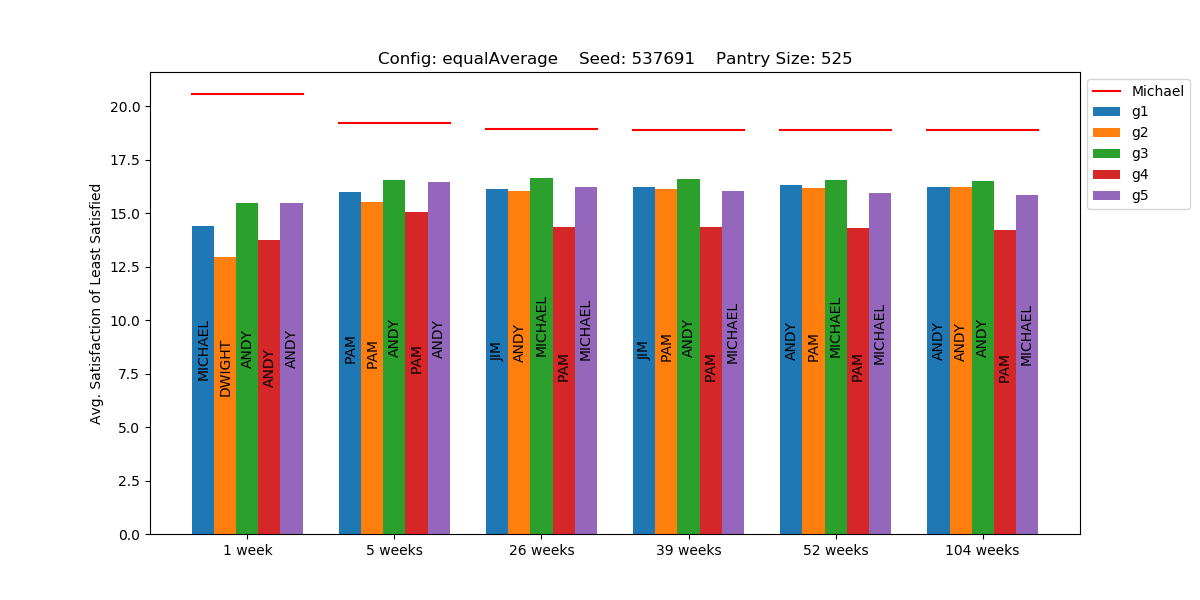 Config: equalAverage    Seed: 537691    Pantry Size: 525
Avg. Satisfaction of Least Satisfied
20.0
17.5
15.0
12.5
10.0
7.5
5.0
2.5
0.0
MICHAEL
DWIGHT
ANDY
ANDY
ANDY
PAM
PAM
ANDY
PAM
ANDY
JIM
ANDY
MICHAEL
PAM
MICHAEL
JIM
PAM
ANDY
PAM
MICHAEL
ANDY
PAM
MICHAEL
PAM
MICHAEL
ANDY
ANDY
ANDY
PAM
MICHAEL
1 week
5 weeks
26 weeks
39 weeks
52 weeks
104 weeks
Michael
g1
g2
g3
g4
g5